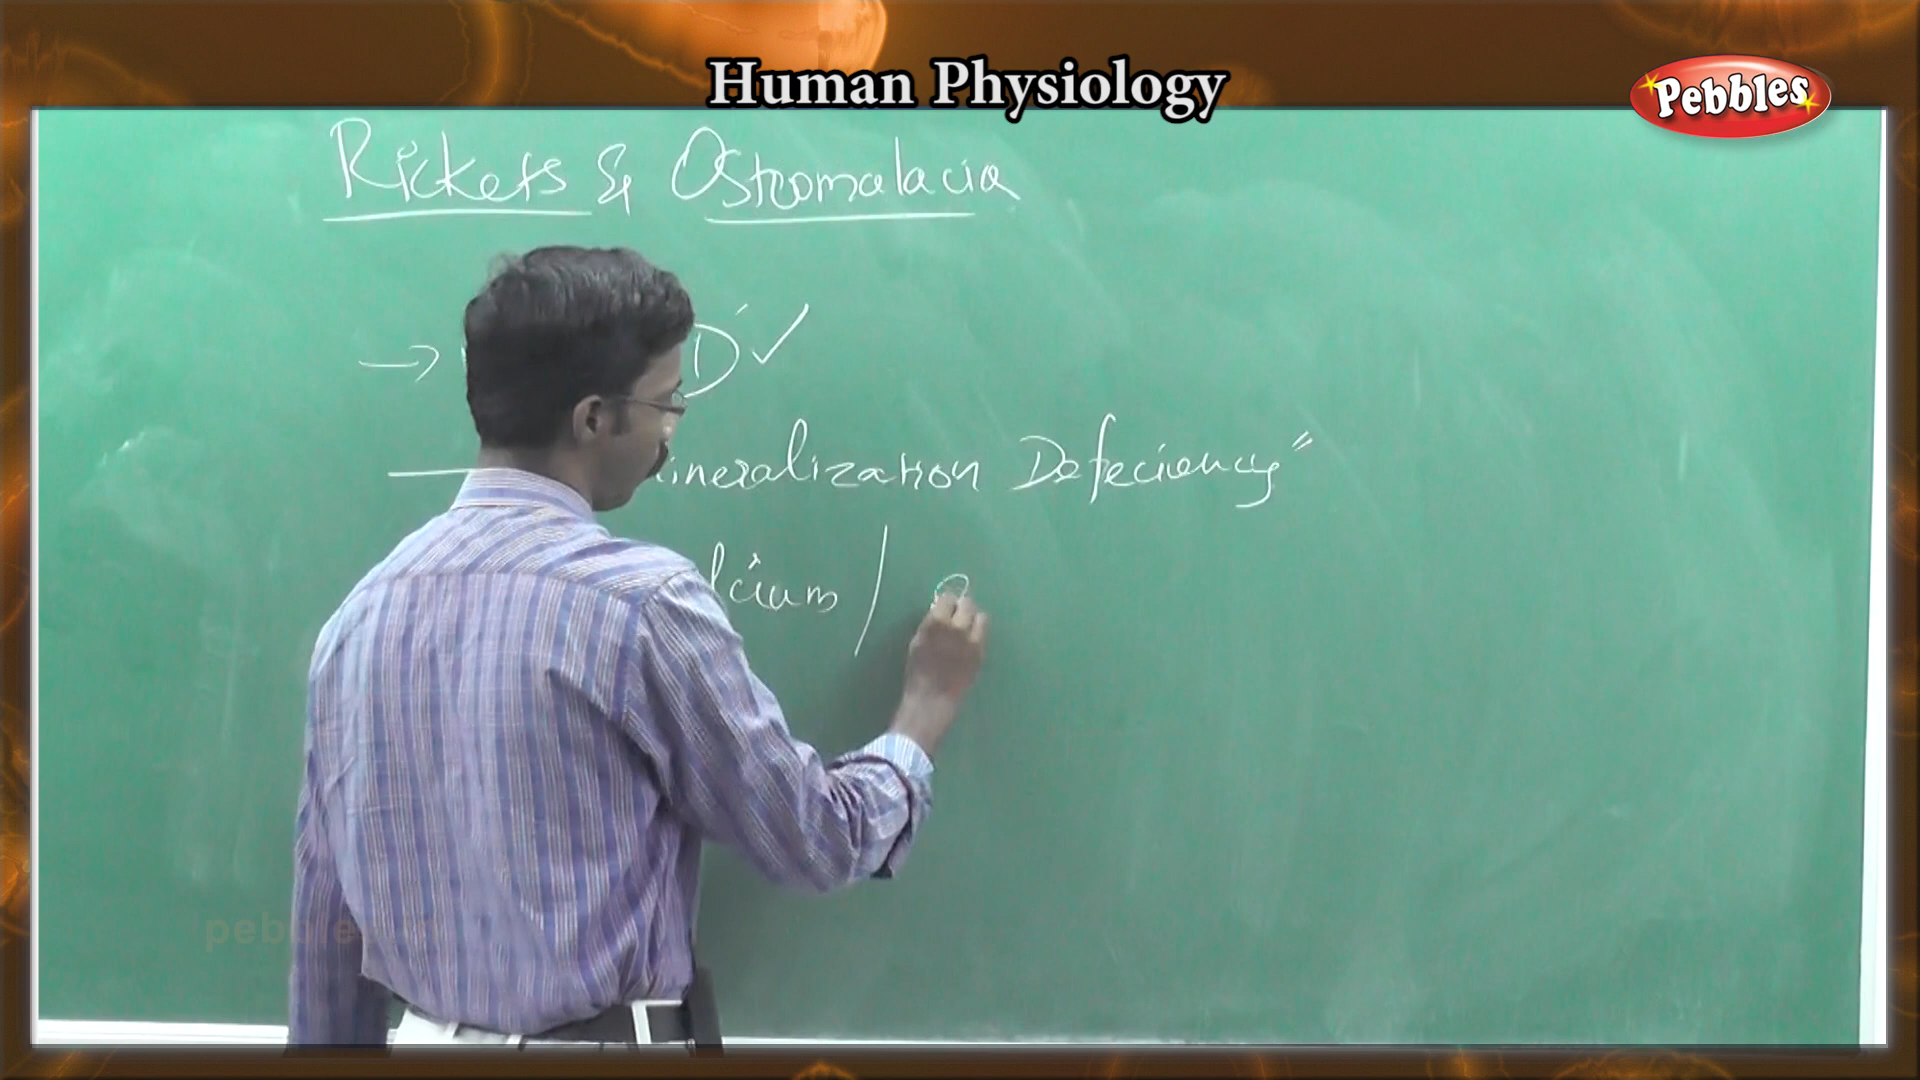 Human Physiology
Pebbles
Rickets & Osteomalacia
→ D ✓
— ineralization Defeciency"
lcium /